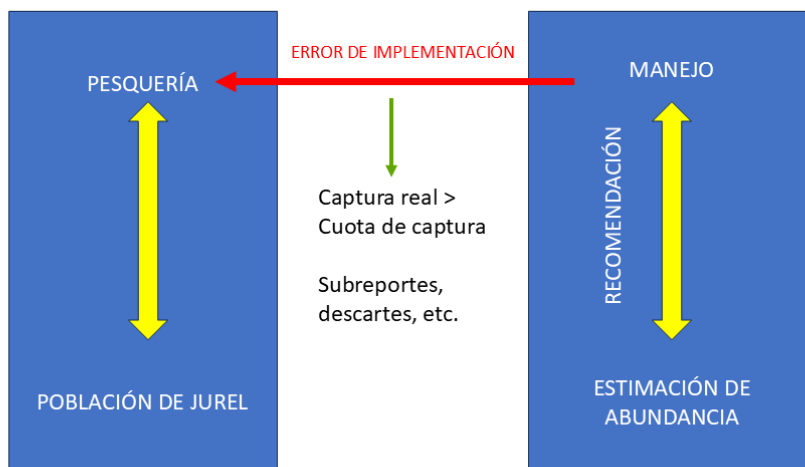 ERROR DE IMPLEMENTACIÓN
PESQUERÍA
MANEJO
Captura real >
Cuota de captura
Subreportes,
descartes, etc.
RECOMENDACIÓN
POBLACIÓN DE JUREL
ESTIMACIÓN DE
ABUNDANCIA